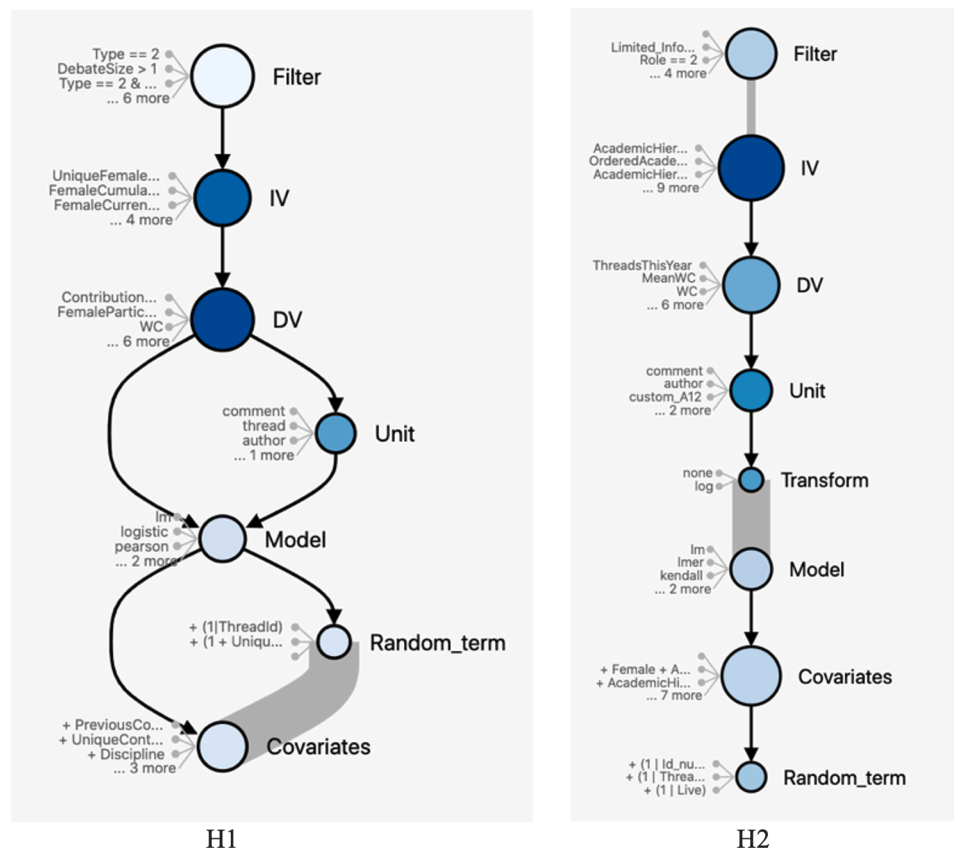 Type == 2
DebateSize > 1
Type == 2 & ...
... 6 more
Filter
UniqueFemale...
FemaleCumula...
FemaleCurren...
... 4 more
IV
Contribution...
FemalePartic...
WC
... 6 more
DV
comment
thread
author
... 1 more
Unit
lm
logistic
pearson
... 2 more
Model
+ (1|ThreadId)
+ (1 + Uniqu...
Random_term
+ PreviousCo...
+ UniqueCont...
+ Discipline
... 3 more
Covariates
H1
Limited_Info...
Role == 2
... 4 more
Filter
AcademicHier...
OrderedAcade...
AcademicHier...
... 9 more
IV
ThreadsThisYear
MeanWC
WC
... 6 more
DV
comment
author
custom_A12
... 2 more
Unit
none
log
Transform
lm
lmer
kendall
... 2 more
Model
+ Female + A...
+ AcademicHi...
... 7 more
Covariates
+ (1 | Id_nu...
+ (1 | Threa...
+ (1 | Live)
Random_term
H2